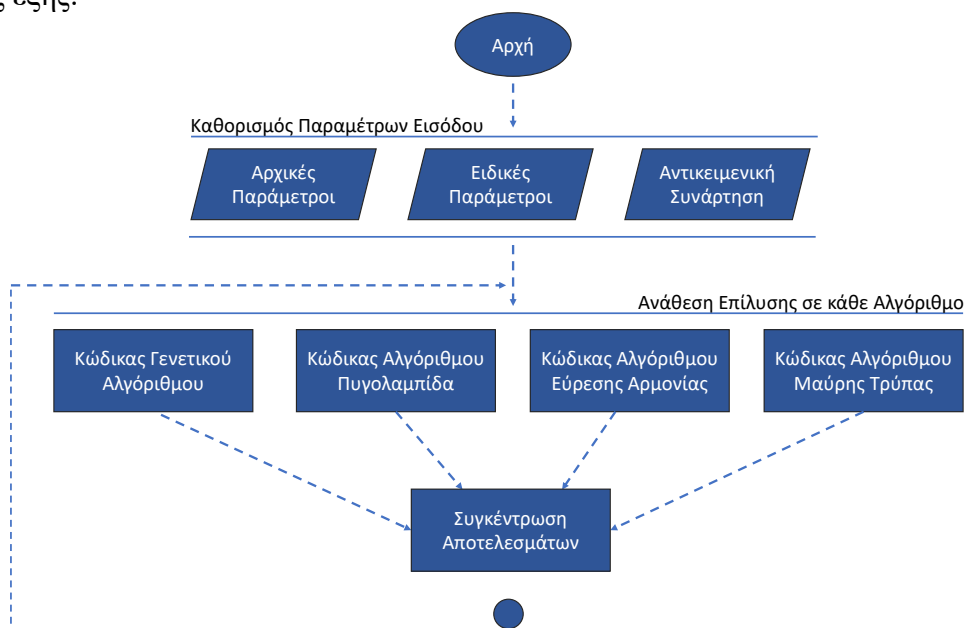 εξής:
Αρχή
Καθορισμός Παραμέτρων Εισόδου
Αρχικές
Παράμετροι
Ειδικές
Παράμετροι
Αντικειμενική
Συνάρτηση
Ανάθεση Επίλυσης σε κάθε Αλγόριθμο
Κώδικας Γενετικού
Αλγόριθμου
Κώδικας Αλγόριθμου
Πυγολαμπίδα
Κώδικας Αλγόριθμου
Εύρεσης Αρμονίας
Κώδικας Αλγόριθμου
Μαύρης Τρύπας
Συγκέντρωση
Αποτελεσμάτων